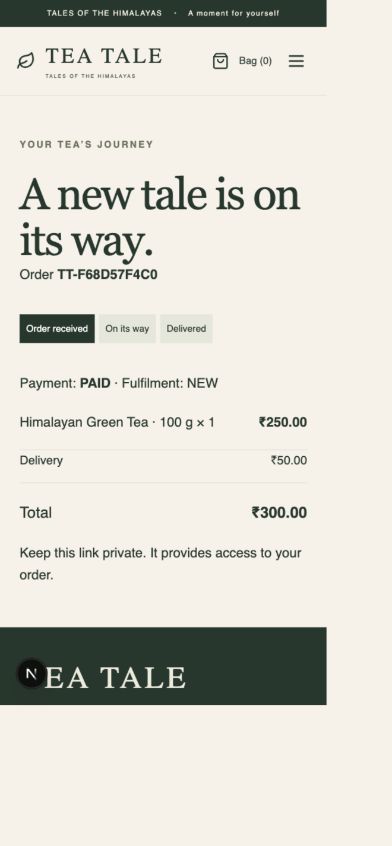 TALES OF THE HIMALAYAS • A moment for yourself
TEA TALE
TALES OF THE HIMALAYAS
Bag (0)
YOUR TEA’S JOURNEY
A new tale is on
its way.
Order TT-F68D57F4C0
Order received
On its way
Delivered
Payment: PAID · Fulfilment: NEW
Himalayan Green Tea · 100 g × 1 ₹250.00
Delivery ₹50.00
Total ₹300.00
Keep this link private. It provides access to your
order.
N
EA TALE